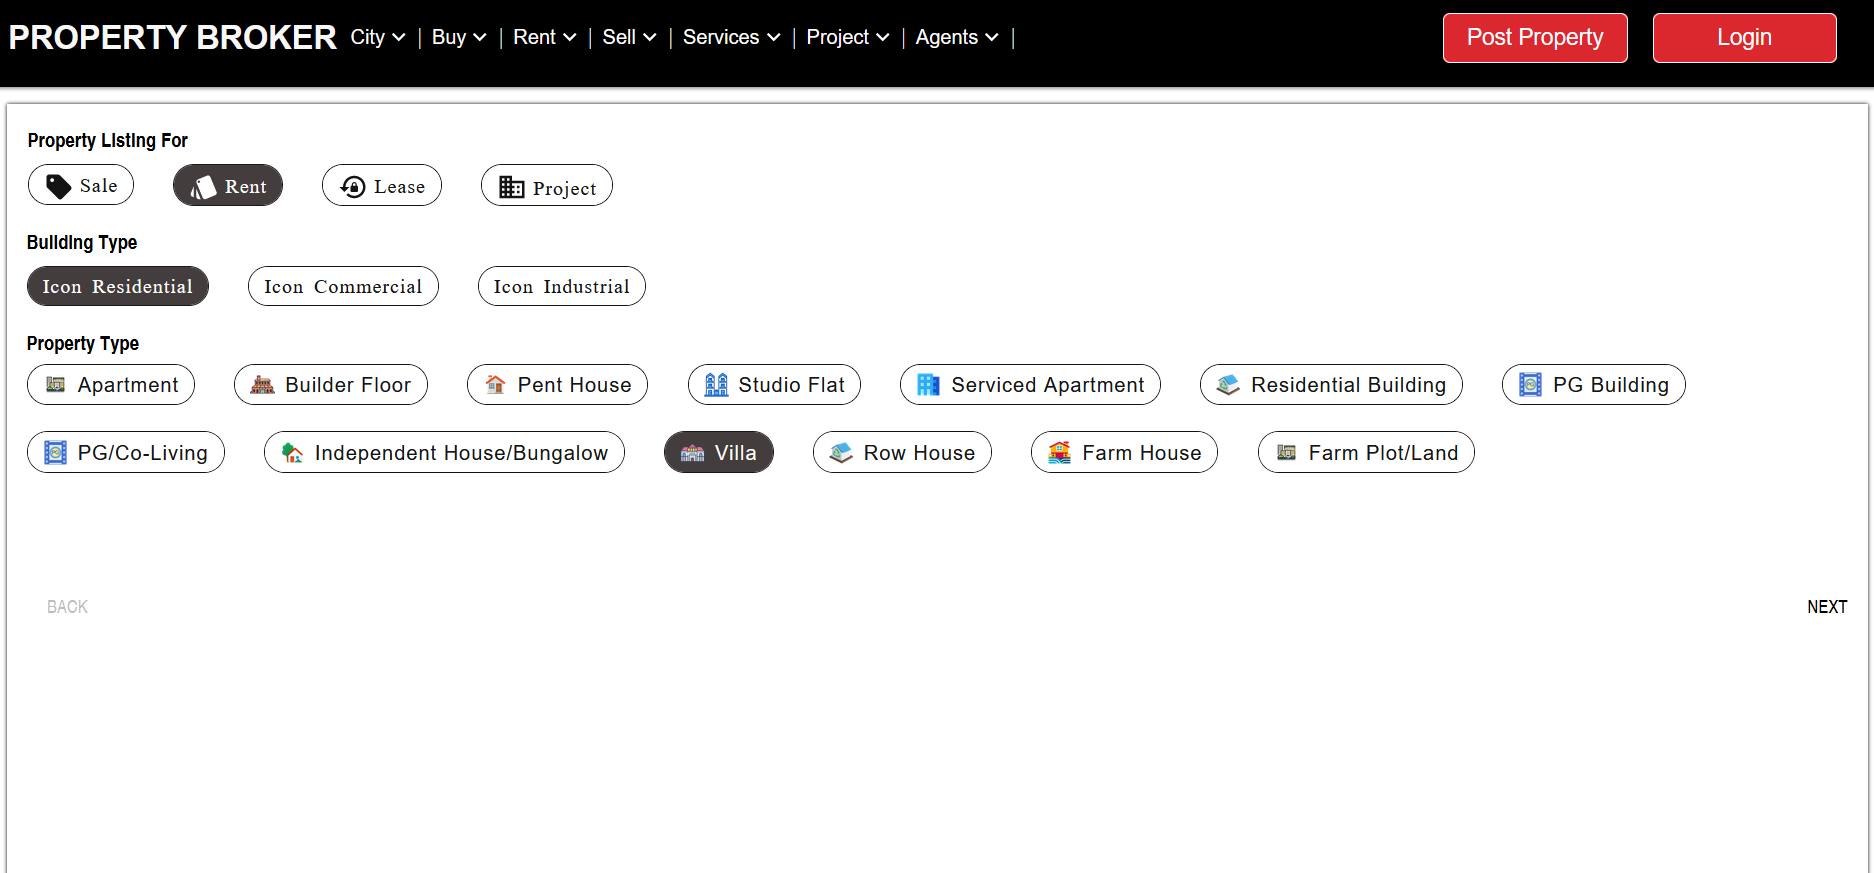 PROPERTY BROKER City | Buy | Rent | Sell | Services | Project | Agents | Post Property Login
Property Listing For
Sale Rent Lease Project
Building Type
Icon Residential Icon Commercial Icon Industrial
Property Type
Apartment Builder Floor Pent House Studio Flat Serviced Apartment Residential Building PG Building
PG/Co-Living Independent House/Bungalow Villa Row House Farm House Farm Plot/Land
BACK NEXT